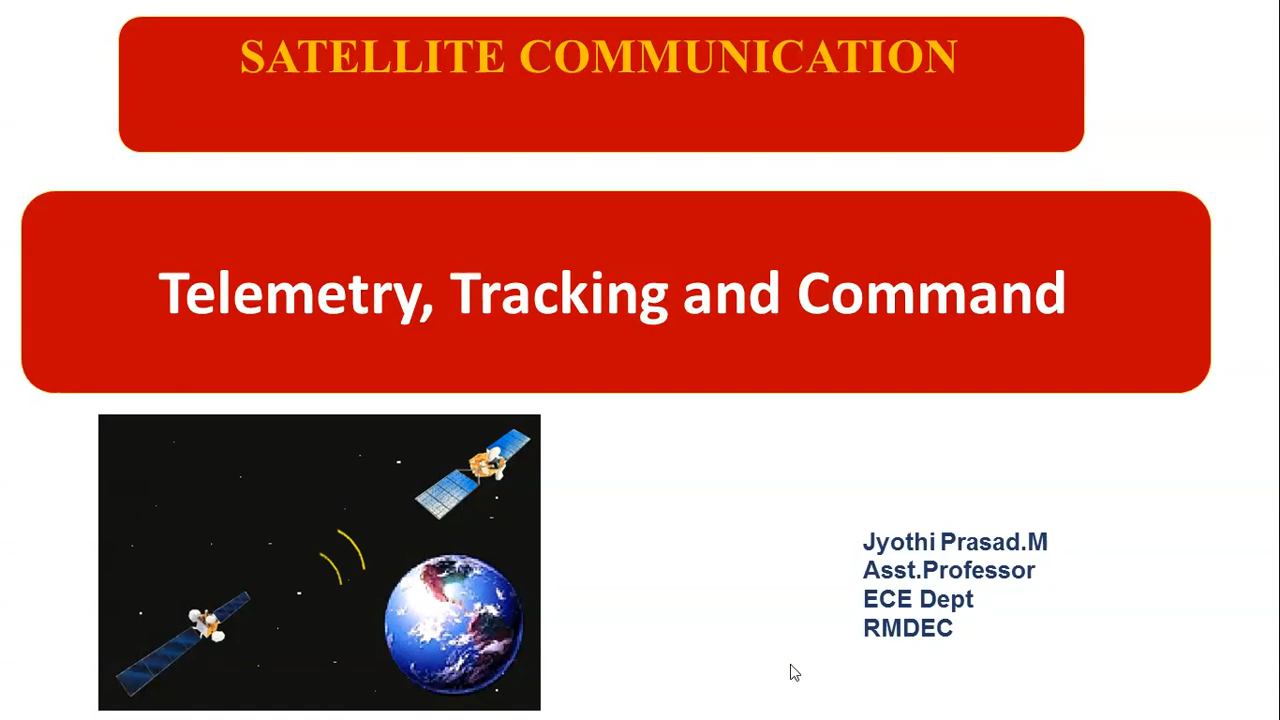 SATELLITE COMMUNICATION
Telemetry, Tracking and Command
Jyothi Prasad.M
Asst.Professor
ECE Dept
RMDEC